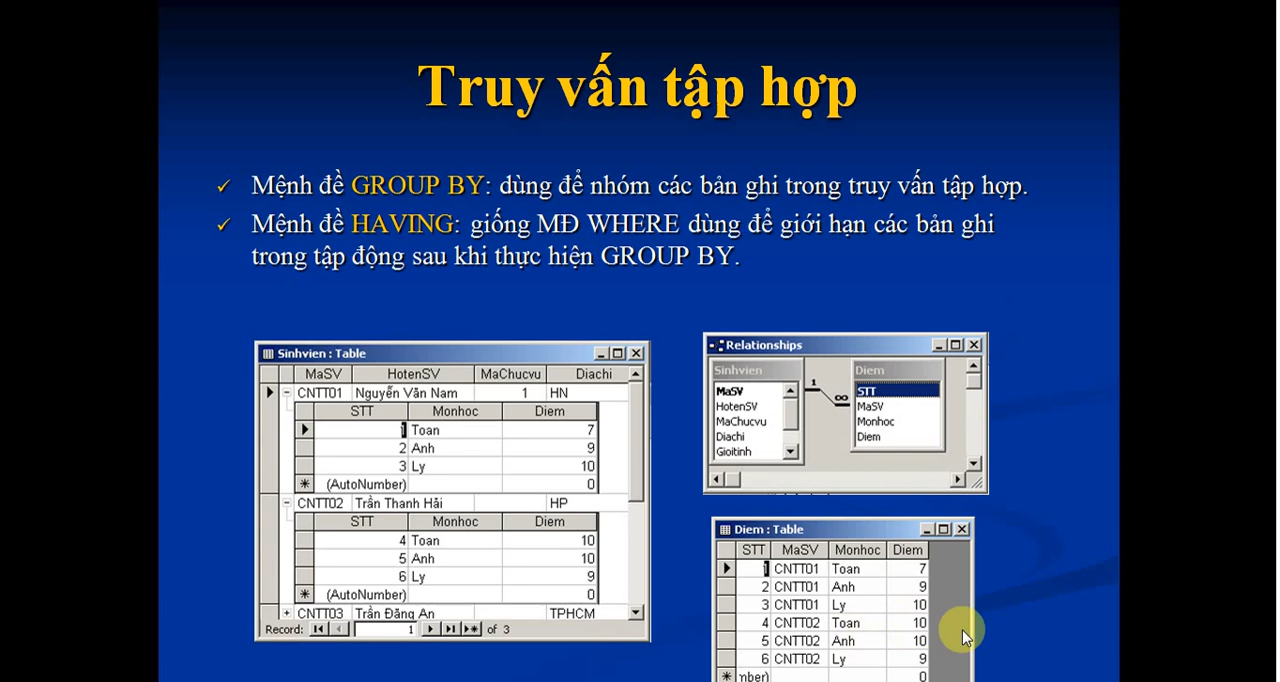 Truy vấn tập hợp
✓ Mệnh đề GROUP BY: dùng để nhóm các bản ghi trong truy vấn tập hợp.
✓ Mệnh đề HAVING: giống MĐ WHERE dùng để giới hạn các bản ghi
trong tập động sau khi thực hiện GROUP BY.
Sinhvien : Table
MaSV HotenSV MaChucvu Diachi
CNTT01 Nguyễn Văn Nam 1 HN
STT Monhoc Diem
1 Toan 7
2 Anh 9
3 Ly 10
(AutoNumber) 0
CNTT02 Trần Thanh Hải HP
STT Monhoc Diem
4 Toan 10
5 Anh 10
6 Ly 9
(AutoNumber) 0
CNTT03 Trần Đăng An TPHCM
Record: 1 of 3
Relationships
Sinhvien
MaSV
HotenSV
MaChucvu
Diachi
Gioitinh
1 ∞
Diem
STT
MaSV
Monhoc
Diem
Diem : Table
STT MaSV Monhoc Diem
1 CNTT01 Toan 7
2 CNTT01 Anh 9
3 CNTT01 Ly 10
4 CNTT02 Toan 10
5 CNTT02 Anh 10
6 CNTT02 Ly 9
mber) 0